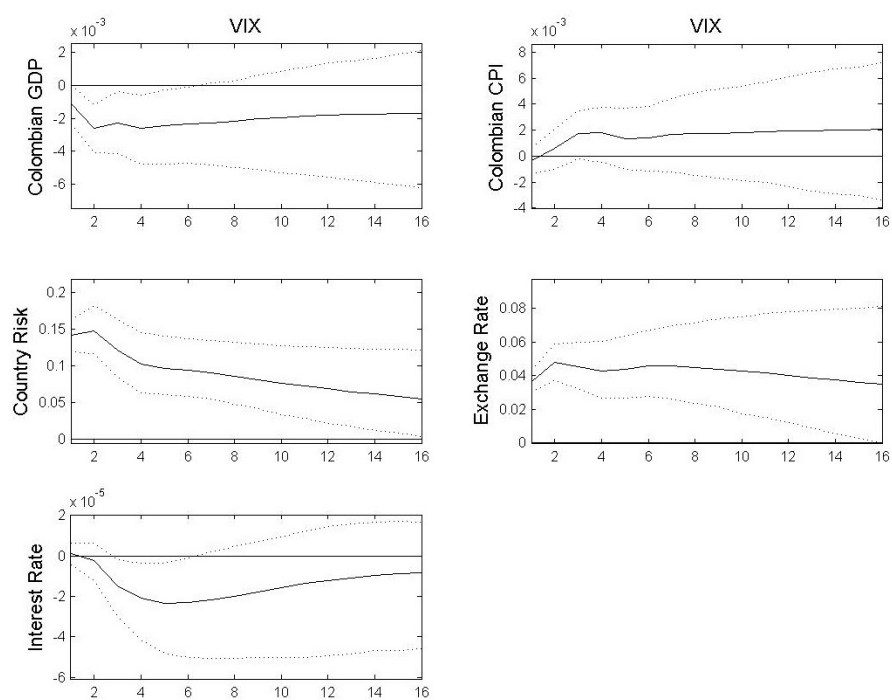 VIX
x 10⁻³
Colombian GDP
2
0
-2
-4
-6
2 4 6 8 10 12 14 16
VIX
x 10⁻³
Colombian CPI
8
6
4
2
0
-2
-4
2 4 6 8 10 12 14 16
Country Risk
0.2
0.15
0.1
0.05
0
2 4 6 8 10 12 14 16
Exchange Rate
0.08
0.06
0.04
0.02
0
2 4 6 8 10 12 14 16
x 10⁻⁵
Interest Rate
2
0
-2
-4
-6
2 4 6 8 10 12 14 16